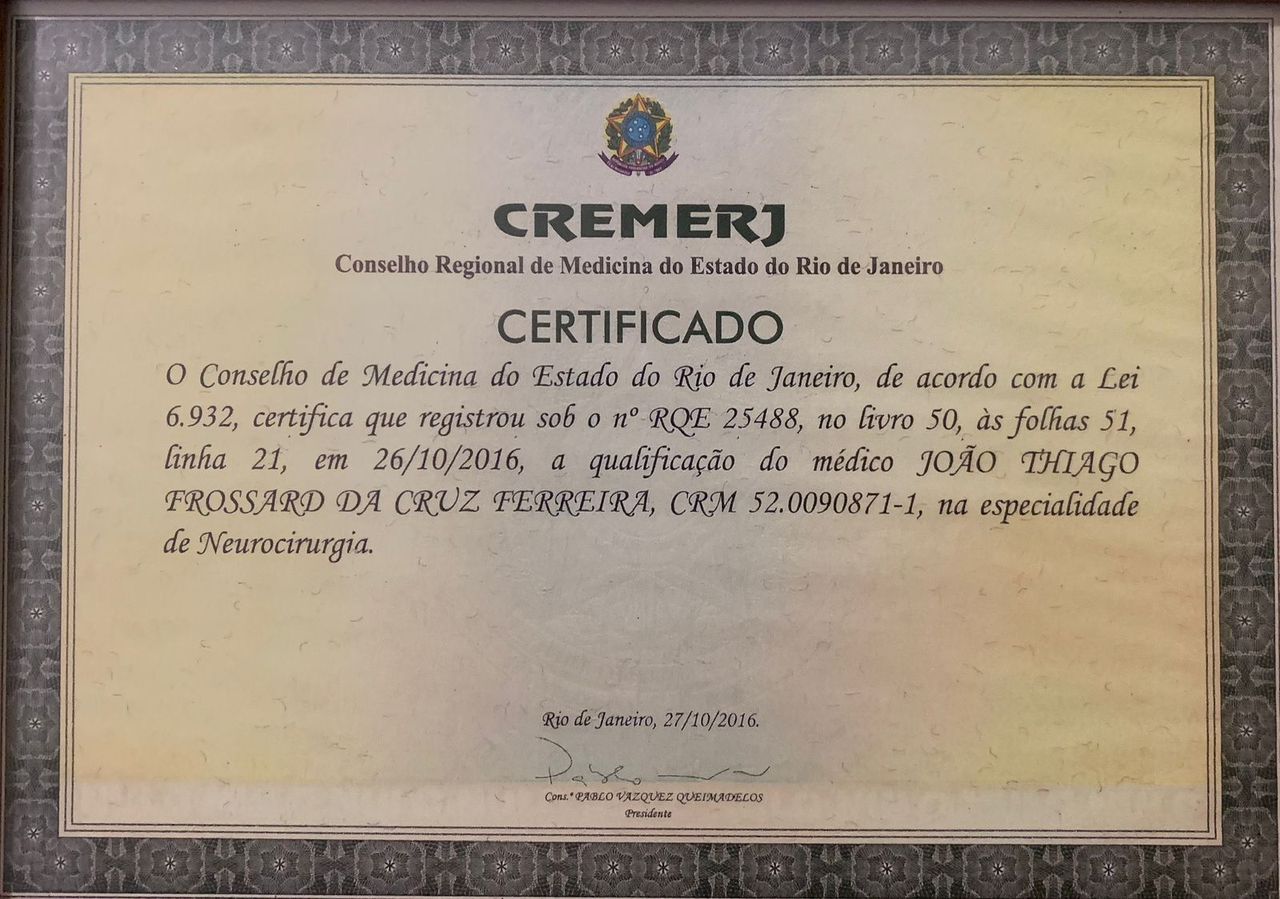 CREMERJ
Conselho Regional de Medicina do Estado do Rio de Janeiro
CERTIFICADO
O Conselho de Medicina do Estado do Rio de Janeiro, de acordo com a Lei
6.932, certifica que registrou sob o nº RQE 25488, no livro 50, às folhas 51,
linha 21, em 26/10/2016, a qualificação do médico JOÃO THIAGO
FROSSARD DA CRUZ FERREIRA, CRM 52.0090871-1, na especialidade
de Neurocirurgia.
Rio de Janeiro, 27/10/2016.
Pablo
Cons.º PABLO VAZQUEZ QUEIMADELOS
Presidente